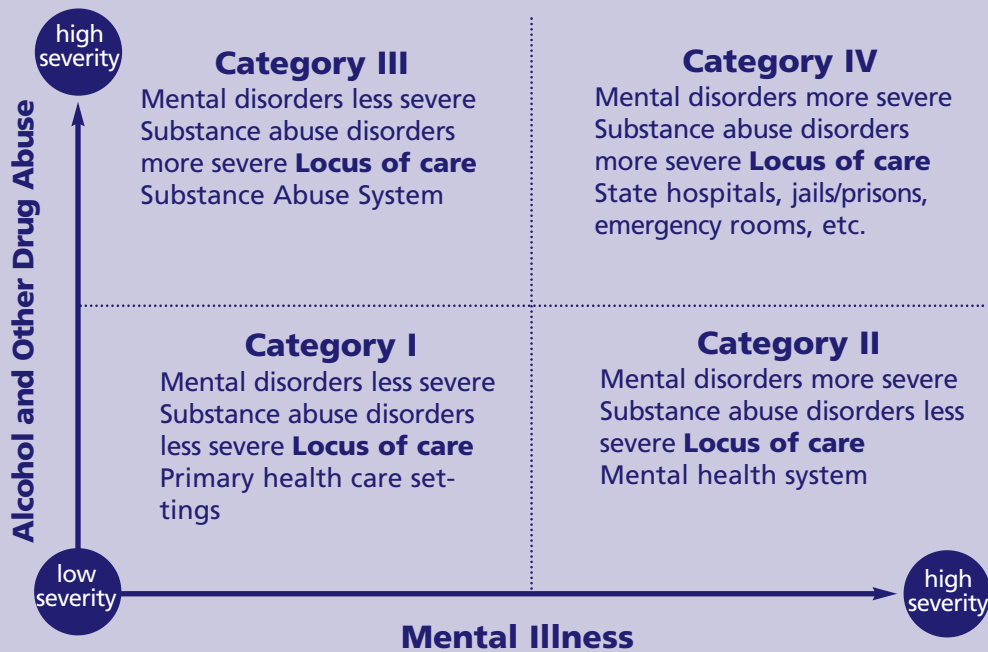 high
severity
Alcohol and Other Drug Abuse
Category III
Mental disorders less severe
Substance abuse disorders
more severe Locus of care
Substance Abuse System
Category IV
Mental disorders more severe
Substance abuse disorders
more severe Locus of care
State hospitals, jails/prisons,
emergency rooms, etc.
Category I
Mental disorders less severe
Substance abuse disorders
less severe Locus of care
Primary health care set-
tings
Category II
Mental disorders more severe
Substance abuse disorders less
severe Locus of care
Mental health system
low
severity
high
severity
Mental Illness